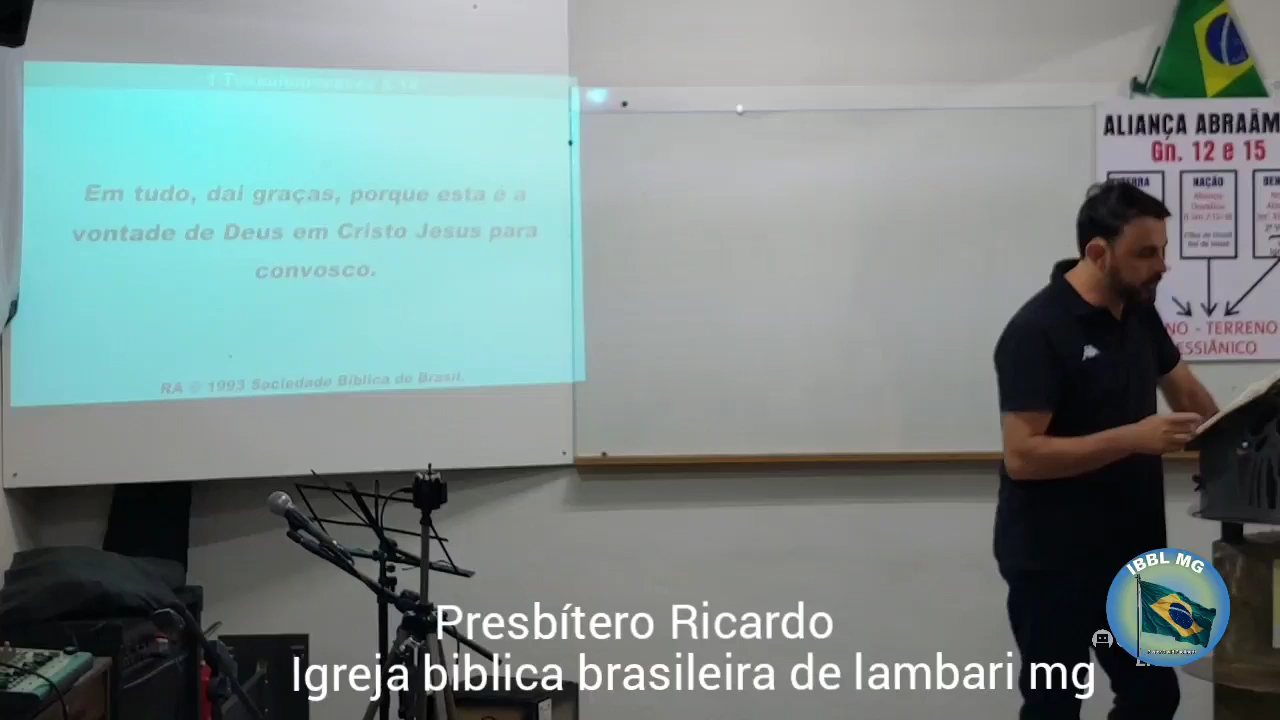 Em tudo, dai graças, porque esta é a
vontade de Deus em Cristo Jesus para
convosco.
RA © 1993 Sociedade Bíblica do Brasil.
ALIANÇA ABRAÂM
Gn. 12 e 15
NAÇÃO
BEN
NO - TERRENO
ESSIÂNICO
IBBL MG
Presbítero Ricardo
Igreja biblica brasileira de lambari mg